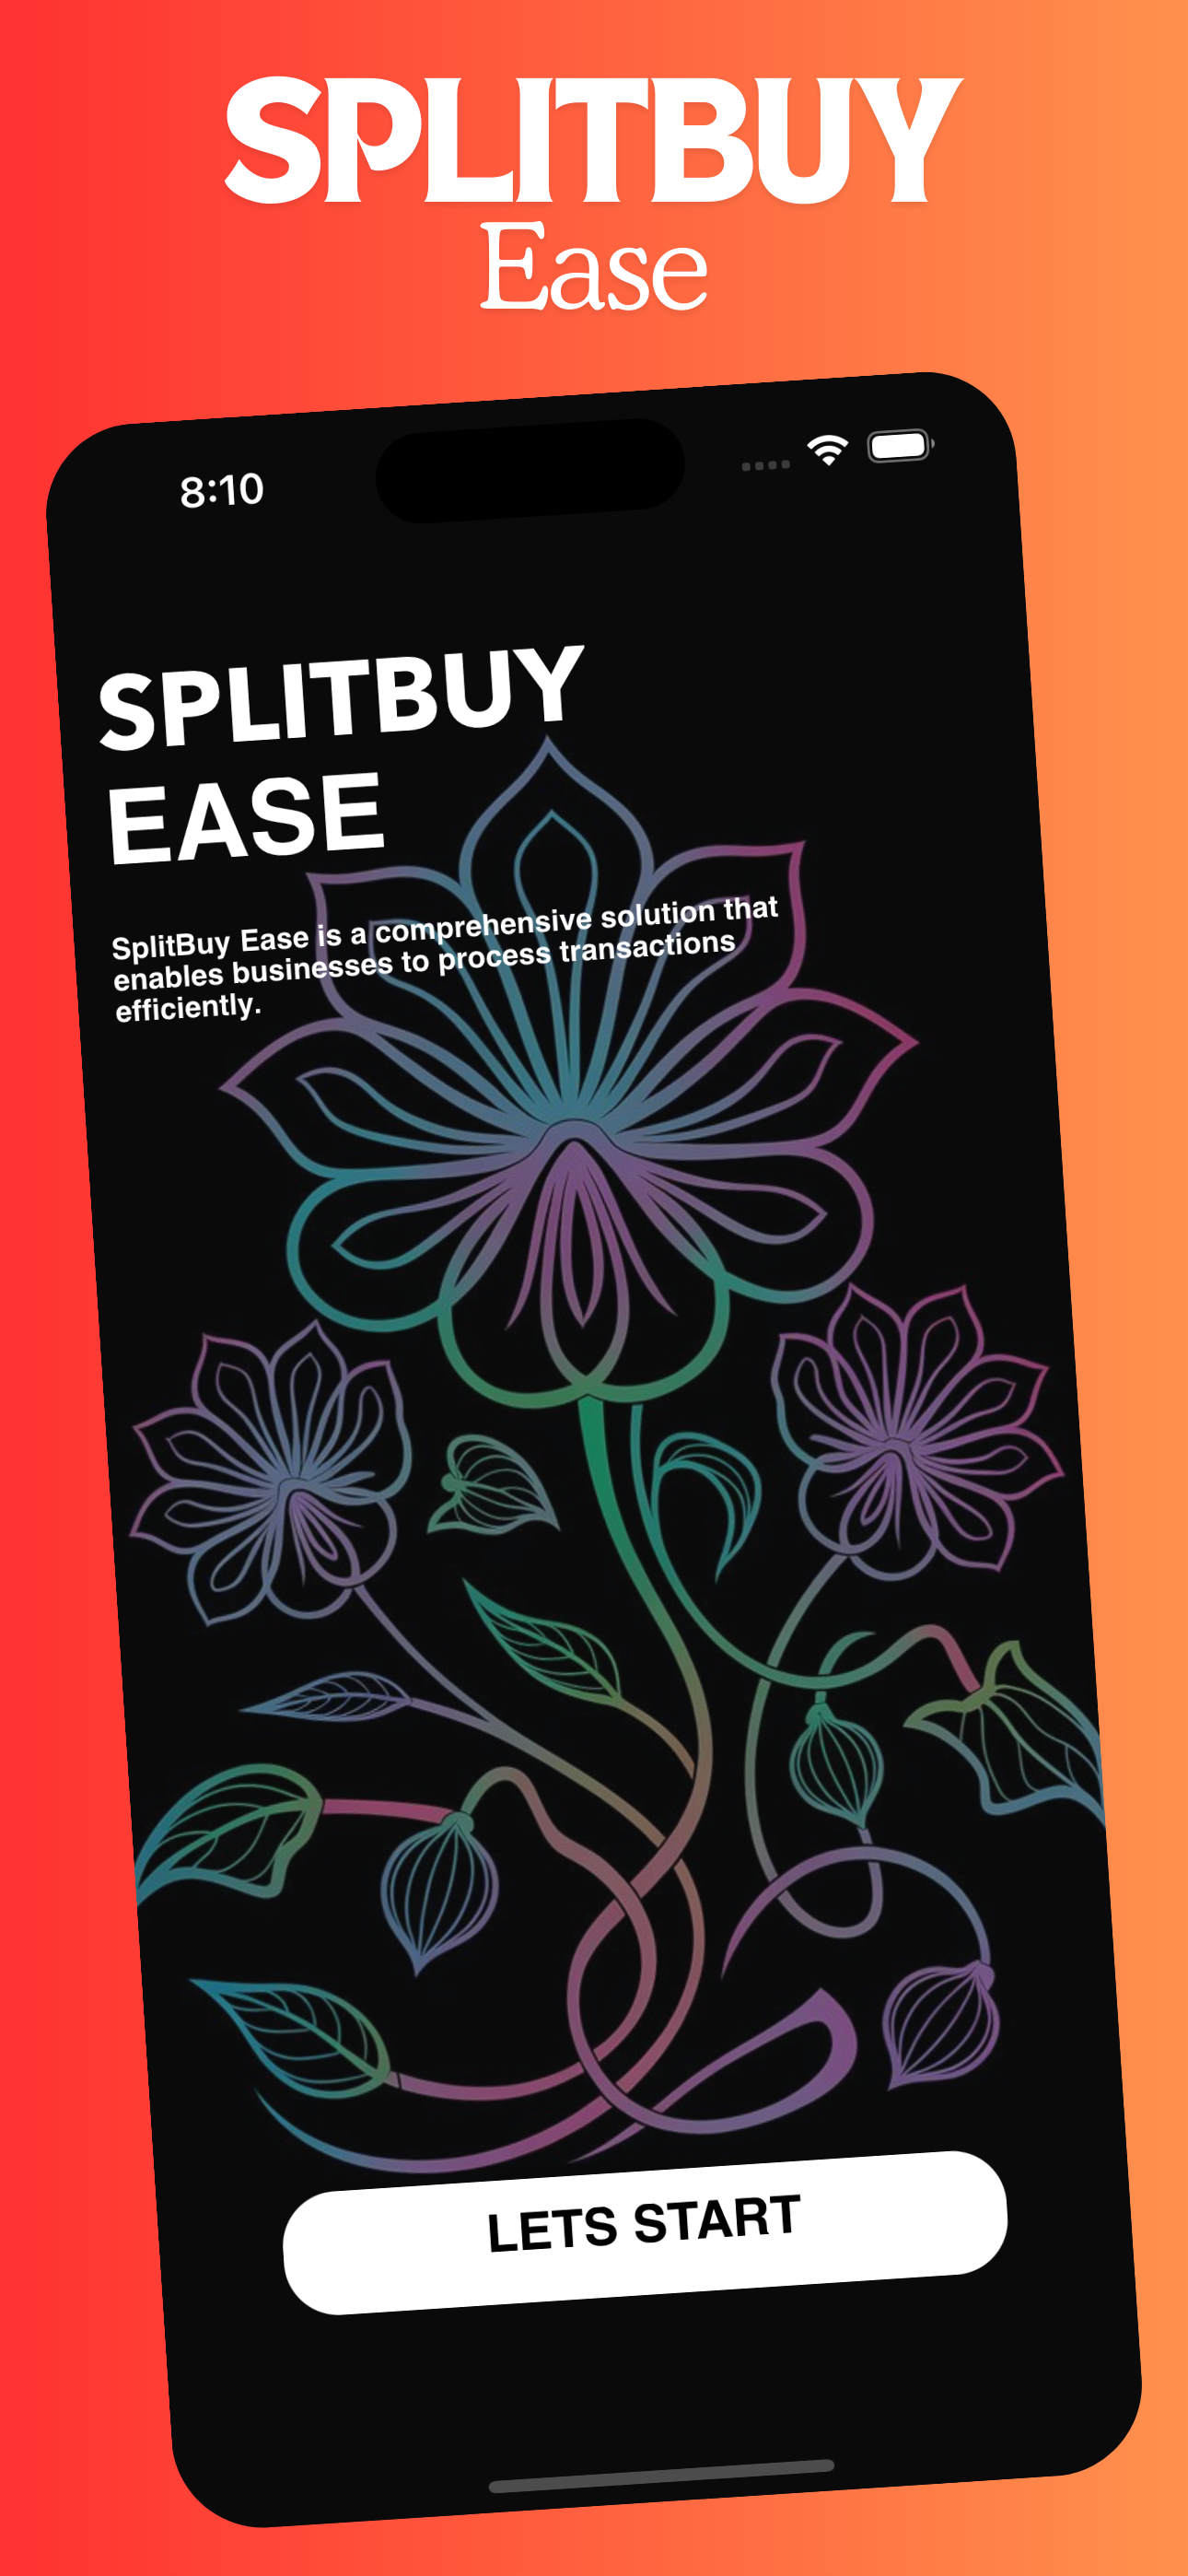 SPLITBUY
Ease
8:10
SPLITBUY
EASE
SplitBuy Ease is a comprehensive solution that
enables businesses to process transactions
efficiently.
LETS START